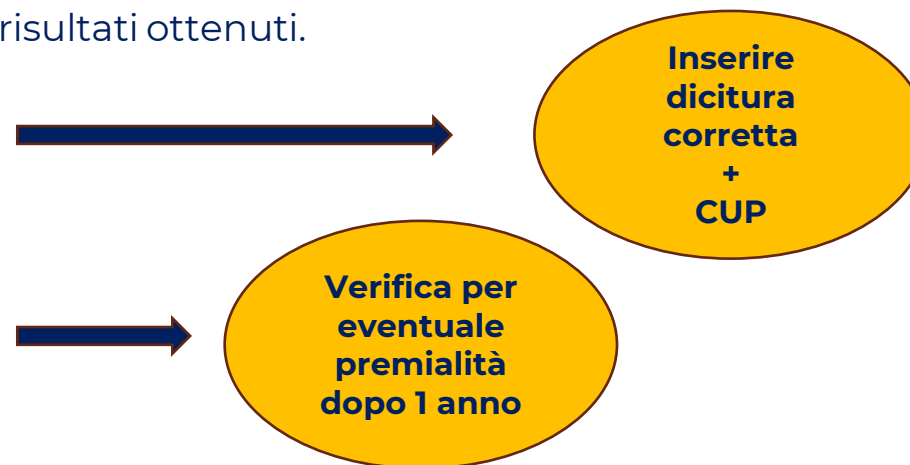 risultati ottenuti.
Inserire
dicitura
corretta
+
CUP
Verifica per
eventuale
premialità
dopo 1 anno